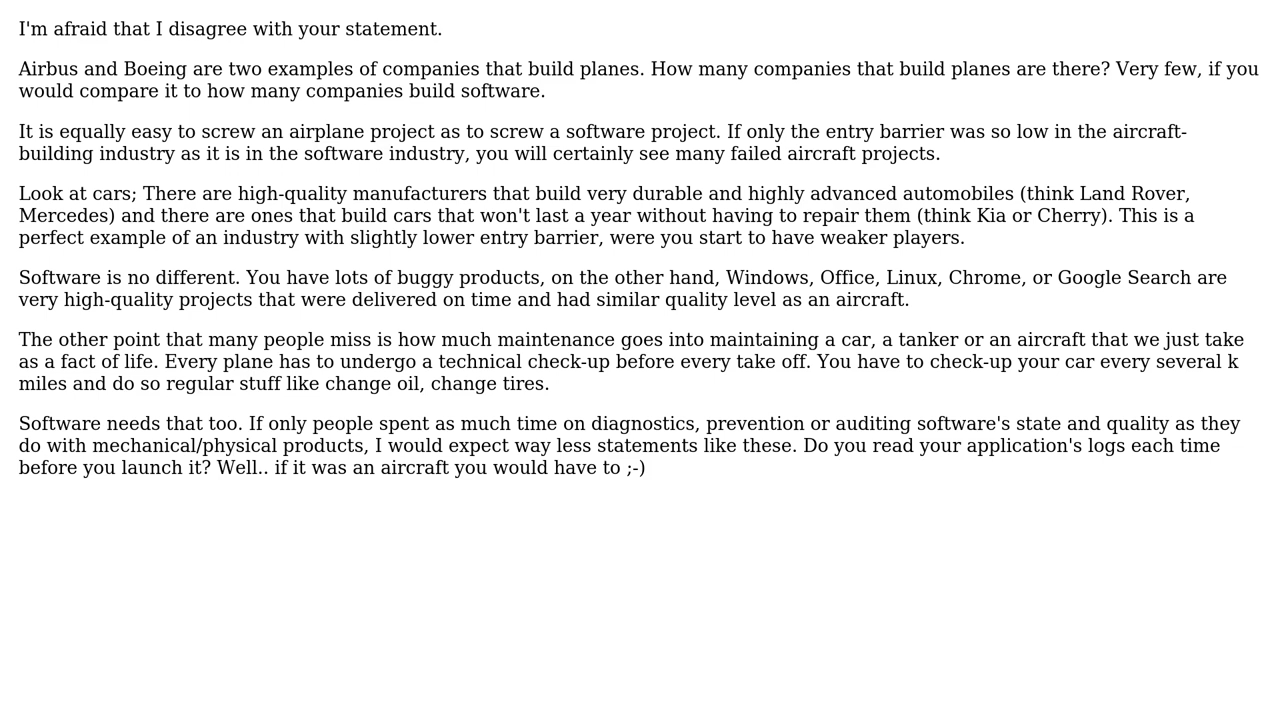 I'm afraid that I disagree with your statement.
Airbus and Boeing are two examples of companies that build planes. How many companies that build planes are there? Very few, if you
would compare it to how many companies build software.
It is equally easy to screw an airplane project as to screw a software project. If only the entry barrier was so low in the aircraft-
building industry as it is in the software industry, you will certainly see many failed aircraft projects.
Look at cars; There are high-quality manufacturers that build very durable and highly advanced automobiles (think Land Rover,
Mercedes) and there are ones that build cars that won't last a year without having to repair them (think Kia or Cherry). This is a
perfect example of an industry with slightly lower entry barrier, were you start to have weaker players.
Software is no different. You have lots of buggy products, on the other hand, Windows, Office, Linux, Chrome, or Google Search are
very high-quality projects that were delivered on time and had similar quality level as an aircraft.
The other point that many people miss is how much maintenance goes into maintaining a car, a tanker or an aircraft that we just take
as a fact of life. Every plane has to undergo a technical check-up before every take off. You have to check-up your car every several k
miles and do so regular stuff like change oil, change tires.
Software needs that too. If only people spent as much time on diagnostics, prevention or auditing software's state and quality as they
do with mechanical/physical products, I would expect way less statements like these. Do you read your application's logs each time
before you launch it? Well.. if it was an aircraft you would have to ;-)